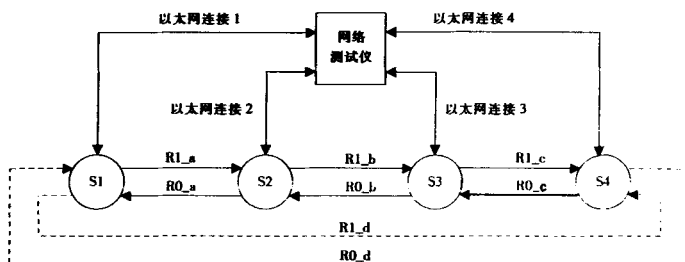 以太网连接1
以太网连接4
网络
测试仪
以太网连接2
以太网连接3
R1_a
R1_b
R1_c
S1
S2
S3
S4
R0_a
R0_b
R0_c
R1_d
R0_d